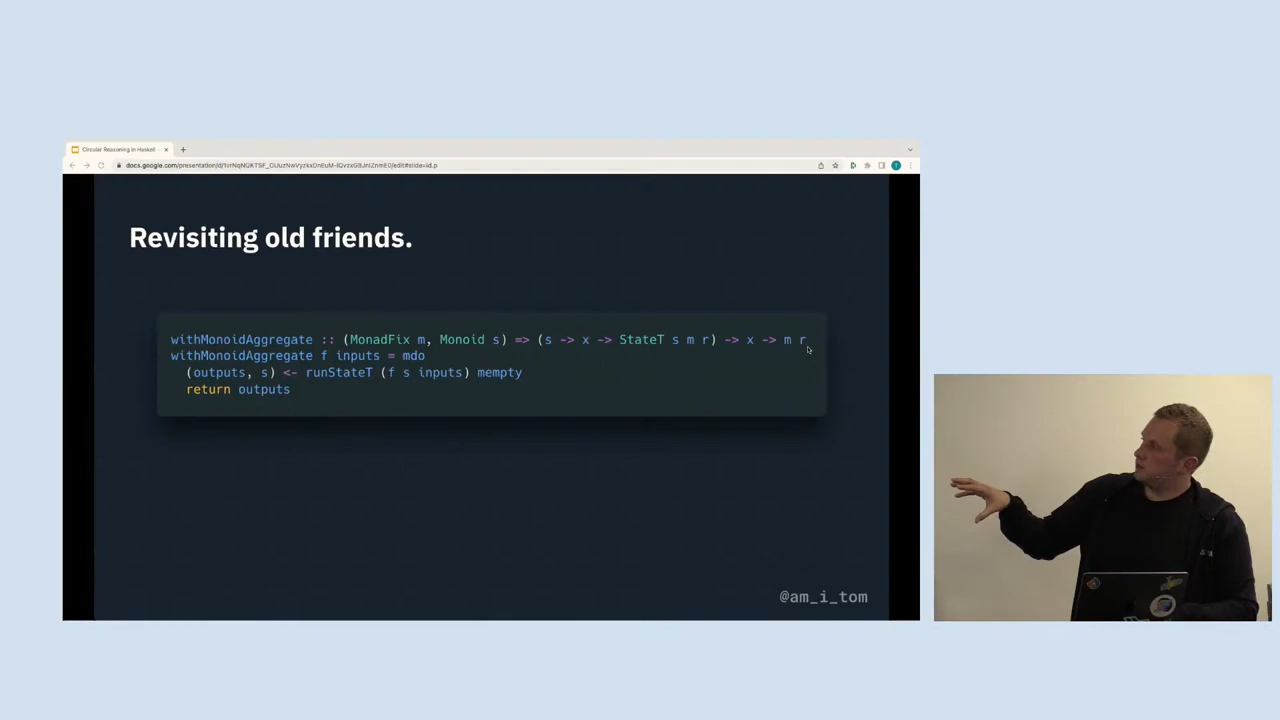 Circular Reasoning in Haskell
Revisiting old friends.
withMonoidAggregate :: (MonadFix m, Monoid s) => (s -> x -> StateT s m r) -> x -> m r
withMonoidAggregate f inputs = mdo
(outputs, s) <- runStateT (f s inputs) mempty
return outputs
@am_i_tom